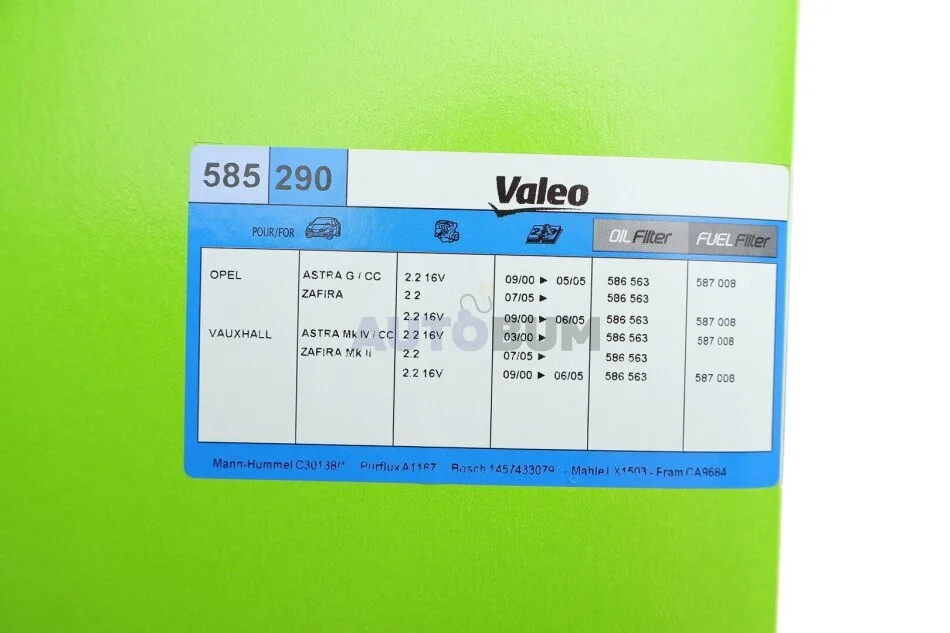 585 290
Valeo
POUR/FOR OIL Filter FUEL Filter
OPEL ASTRA G / CC 2.2 16V 09/00 ► 05/05 586 563 587 008
ZAFIRA 2.2 07/05 ► 586 563
2.2 16V 09/00 ► 06/05 586 563 587 008
VAUXHALL ASTRA Mk IV / CC 2.2 16V 03/00 ► 586 563 587 008
ZAFIRA Mk II 2.2 07/05 ► 586 563
2.2 16V 09/00 ► 06/05 586 563 587 008
AUTOBUM
Mann-Hummel C30138/1 Purflux A1167 Bosch 1457433079 - Mahle LX1503 - Fram CA9684